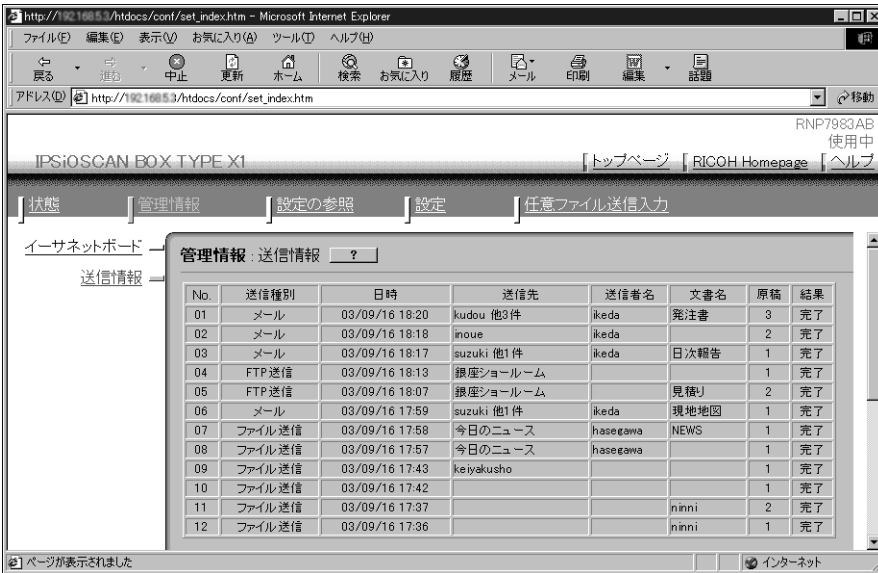 http://192.168.5.3/htdocs/conf/set_index.htm - Microsoft Internet Explorer
ファイル(F) 編集(E) 表示(V) お気に入り(A) ツール(T) ヘルプ(H)
戻る 進む 中止 更新 ホーム 検索 お気に入り 履歴 メール 印刷 編集 話題
アドレス(D) http://192.168.5.3/htdocs/conf/set_index.htm 移動
RNP7983AB
使用中
IPSiOSCAN BOX TYPE X1 トップページ RICOH Homepage ヘルプ
状態 管理情報 設定の参照 設定 任意ファイル送信入力
イーサネットボード
送信情報
管理情報 : 送信情報 ?
No. 送信種別 日時 送信先 送信者名 文書名 原稿 結果
01 メール 03/09/16 18:20 kudou 他3件 ikeda 発注書 3 完了
02 メール 03/09/16 18:18 inoue ikeda 2 完了
03 メール 03/09/16 18:17 suzuki 他1件 ikeda 日次報告 1 完了
04 FTP送信 03/09/16 18:13 銀座ショールーム 1 完了
05 FTP送信 03/09/16 18:07 銀座ショールーム 見積り 2 完了
06 メール 03/09/16 17:59 suzuki 他1件 ikeda 現地地図 1 完了
07 ファイル送信 03/09/16 17:58 今日のニュース hasegawa NEWS 1 完了
08 ファイル送信 03/09/16 17:57 今日のニュース hasegawa 1 完了
09 ファイル送信 03/09/16 17:43 keiyakusho 1 完了
10 ファイル送信 03/09/16 17:42 1 完了
11 ファイル送信 03/09/16 17:37 ninni 2 完了
12 ファイル送信 03/09/16 17:36 ninni 1 完了
ページが表示されました インターネット